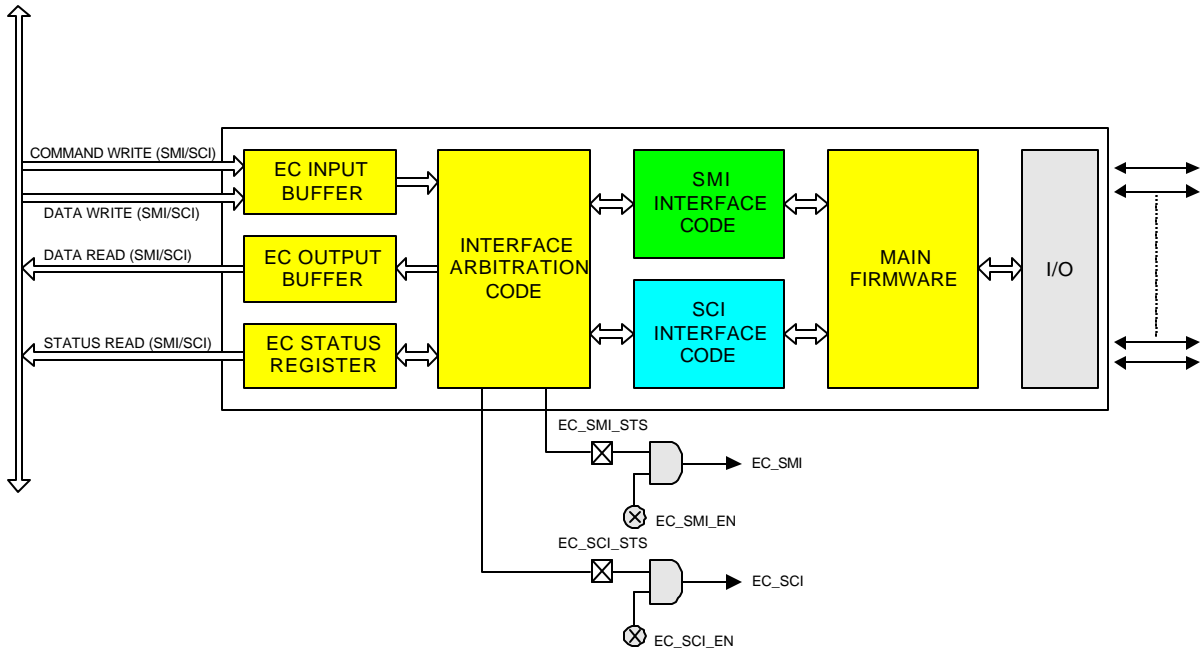 COMMAND WRITE (SMI/SCI)
DATA WRITE (SMI/SCI)
DATA READ (SMI/SCI)
STATUS READ (SMI/SCI)
EC INPUT
BUFFER
EC OUTPUT
BUFFER
EC STATUS
REGISTER
INTERFACE
ARBITRATION
CODE
SMI
INTERFACE
CODE
SCI
INTERFACE
CODE
MAIN
FIRMWARE
I/O
EC_SMI_STS
EC_SMI
EC_SMI_EN
EC_SCI_STS
EC_SCI
EC_SCI_EN